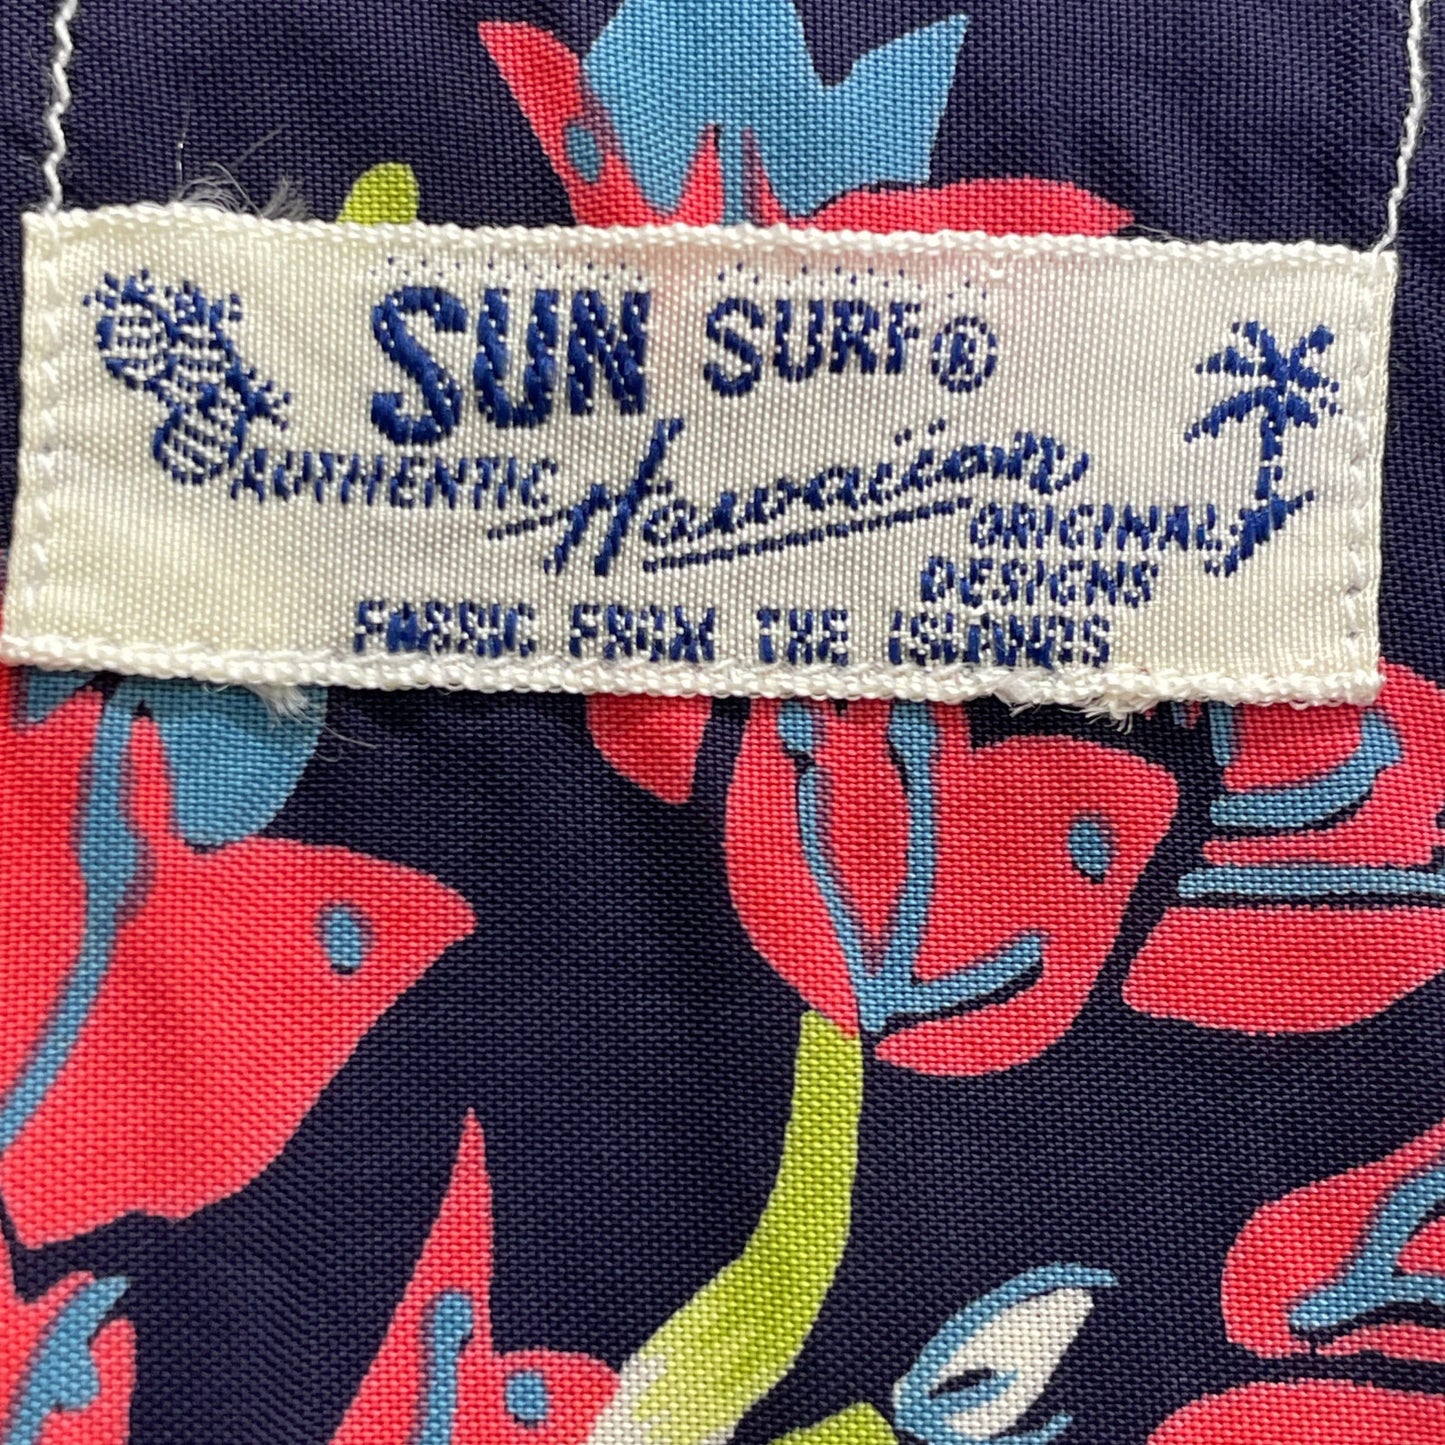 SUN SURF®
AUTHENTIC Hawaiian ORIGINAL
DESIGNS
FABRIC FROM THE ISLANDS